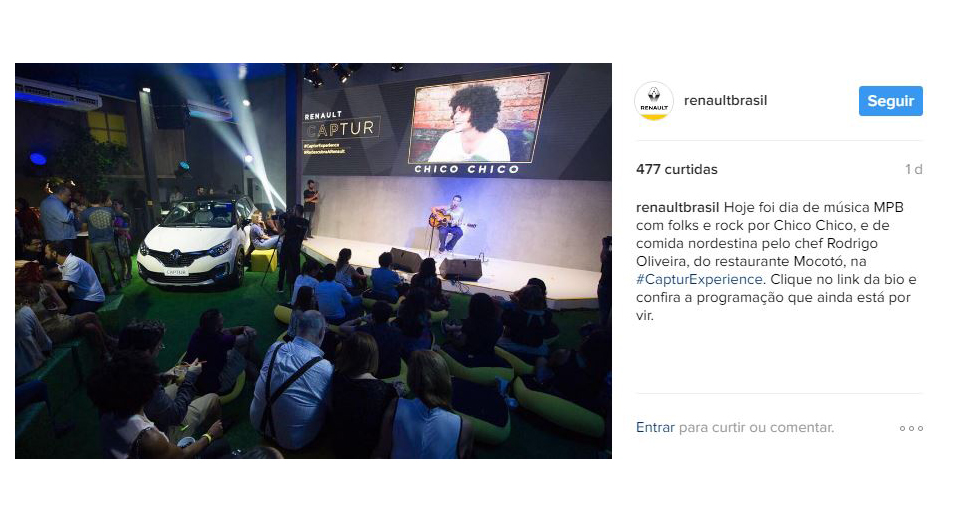 RENAULT
CAPTUR
#CapturExperience
CHICO CHICO
CAPTUR
RENAULT
renaultbrasil
Seguir
477 curtidas
1 d
renaultbrasil Hoje foi dia de música MPB
com folks e rock por Chico Chico, e de
comida nordestina pelo chef Rodrigo
Oliveira, do restaurante Mocotó, na
#CapturExperience. Clique no link da bio e
confira a programação que ainda está por
vir.
Entrar para curtir ou comentar.